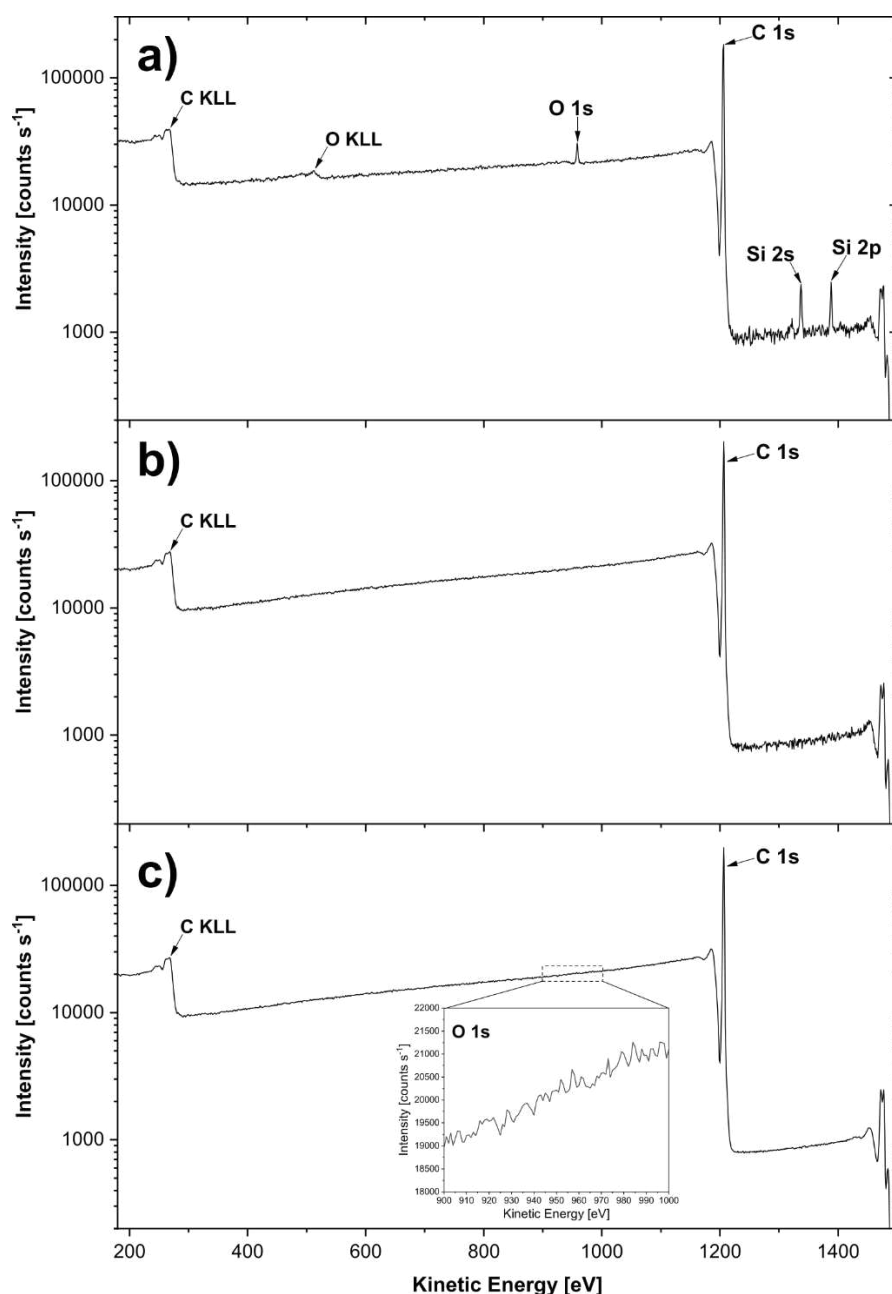 a)
C 1s
100000
C KLL
O 1s
O KLL
10000
Si 2s
Si 2p
1000
Intensity [counts s⁻¹]
b)
C 1s
100000
C KLL
10000
1000
Intensity [counts s⁻¹]
c)
C 1s
100000
C KLL
10000
1000
Intensity [counts s⁻¹]
O 1s
22000
21500
21000
20500
20000
19500
19000
18500
18000
Intensity [counts s⁻¹]
900 910 920 930 940 950 960 970 980 990 1000
Kinetic Energy [eV]
200 400 600 800 1000 1200 1400
Kinetic Energy [eV]